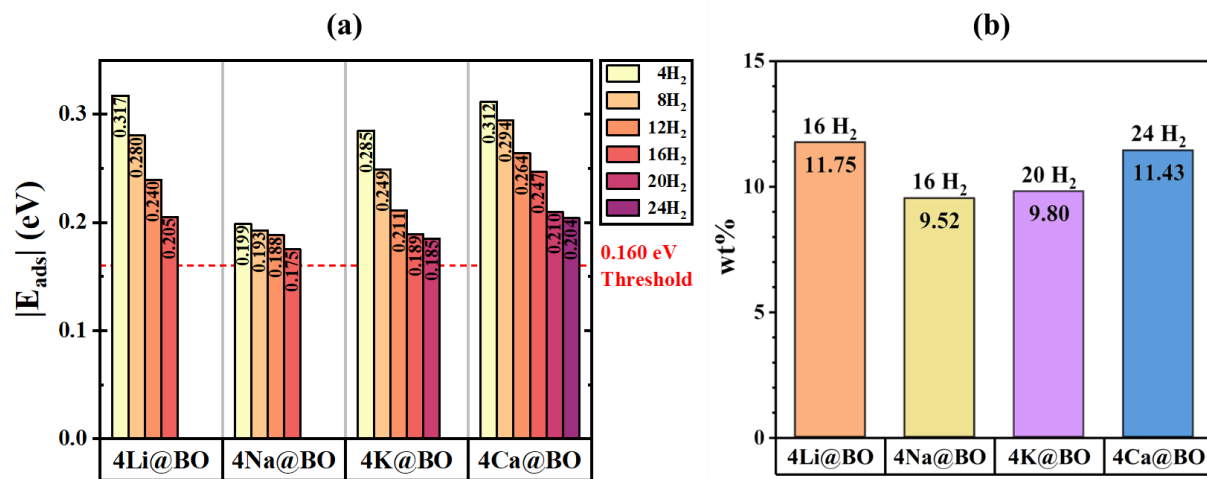 (a)
|E_ads| (eV)
0.3
0.2
0.1
0.0
0.317
0.280
0.240
0.205
0.199
0.193
0.188
0.175
0.285
0.249
0.211
0.189
0.185
0.312
0.294
0.264
0.247
0.210
0.204
4Li@BO
4Na@BO
4K@BO
4Ca@BO
4H₂
8H₂
12H₂
16H₂
20H₂
24H₂
0.160 eV
Threshold
(b)
wt%
15
10
5
0
16 H₂
11.75
16 H₂
9.52
20 H₂
9.80
24 H₂
11.43
4Li@BO
4Na@BO
4K@BO
4Ca@BO